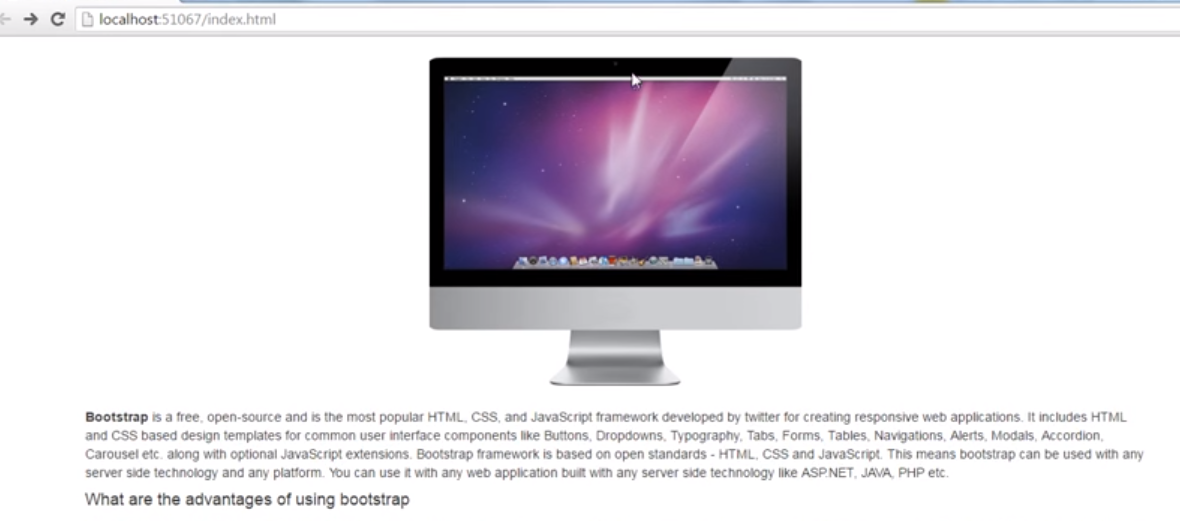 localhost:51067/index.html
Bootstrap is a free, open-source and is the most popular HTML, CSS, and JavaScript framework developed by twitter for creating responsive web applications. It includes HTML
and CSS based design templates for common user interface components like Buttons, Dropdowns, Typography, Tabs, Forms, Tables, Navigations, Alerts, Modals, Accordion,
Carousel etc. along with optional JavaScript extensions. Bootstrap framework is based on open standards - HTML, CSS and JavaScript. This means bootstrap can be used with any
server side technology and any platform. You can use it with any web application built with any server side technology like ASP.NET, JAVA, PHP etc.
What are the advantages of using bootstrap